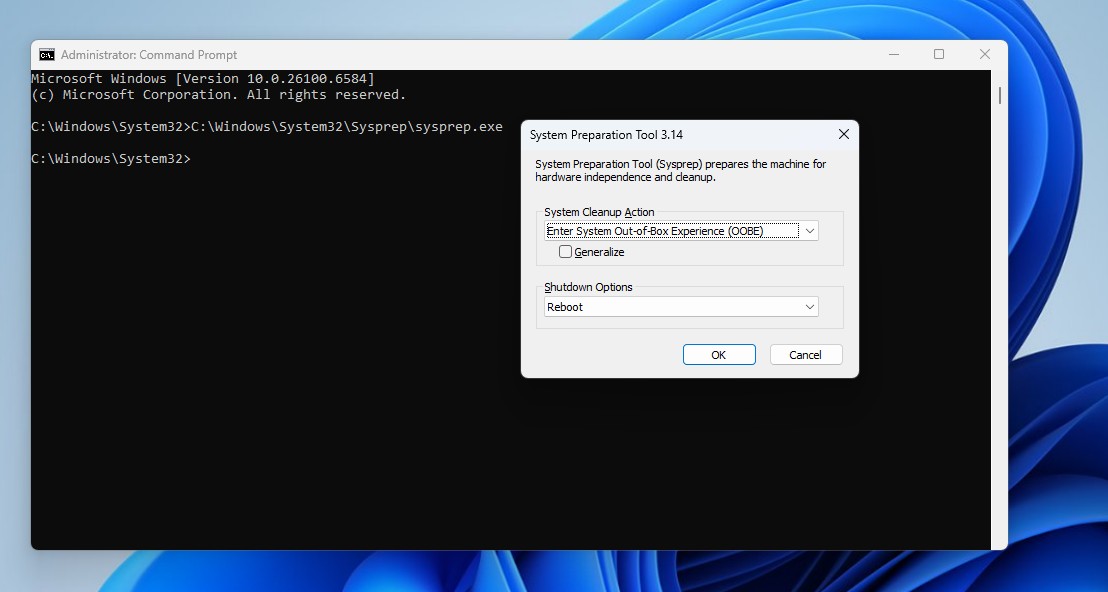 Administrator: Command Prompt
Microsoft Windows [Version 10.0.26100.6584]
(c) Microsoft Corporation. All rights reserved.
C:\Windows\System32>C:\Windows\System32\Sysprep\sysprep.exe
C:\Windows\System32>
System Preparation Tool 3.14
System Preparation Tool (Sysprep) prepares the machine for
hardware independence and cleanup.
System Cleanup Action
Enter System Out-of-Box Experience (OOBE)
Generalize
Shutdown Options
Reboot
OK
Cancel